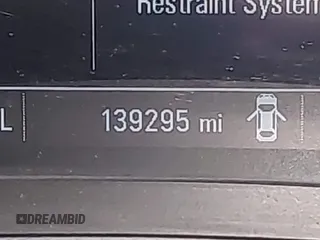 Restraint System
L 139295 mi
DREAMBID